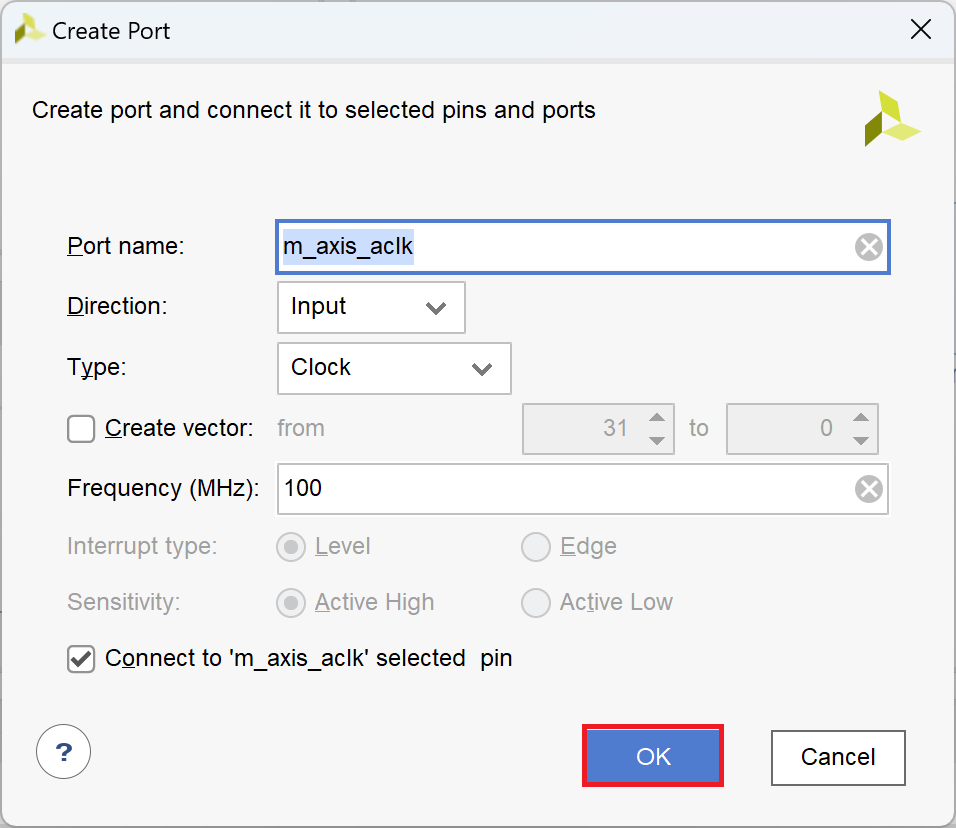 Create Port
Create port and connect it to selected pins and ports
Port name: m_axis_aclk
Direction: Input
Type: Clock
Create vector: from 31 to 0
Frequency (MHz): 100
Interrupt type: Level Edge
Sensitivity: Active High Active Low
Connect to 'm_axis_aclk' selected  pin
? OK Cancel